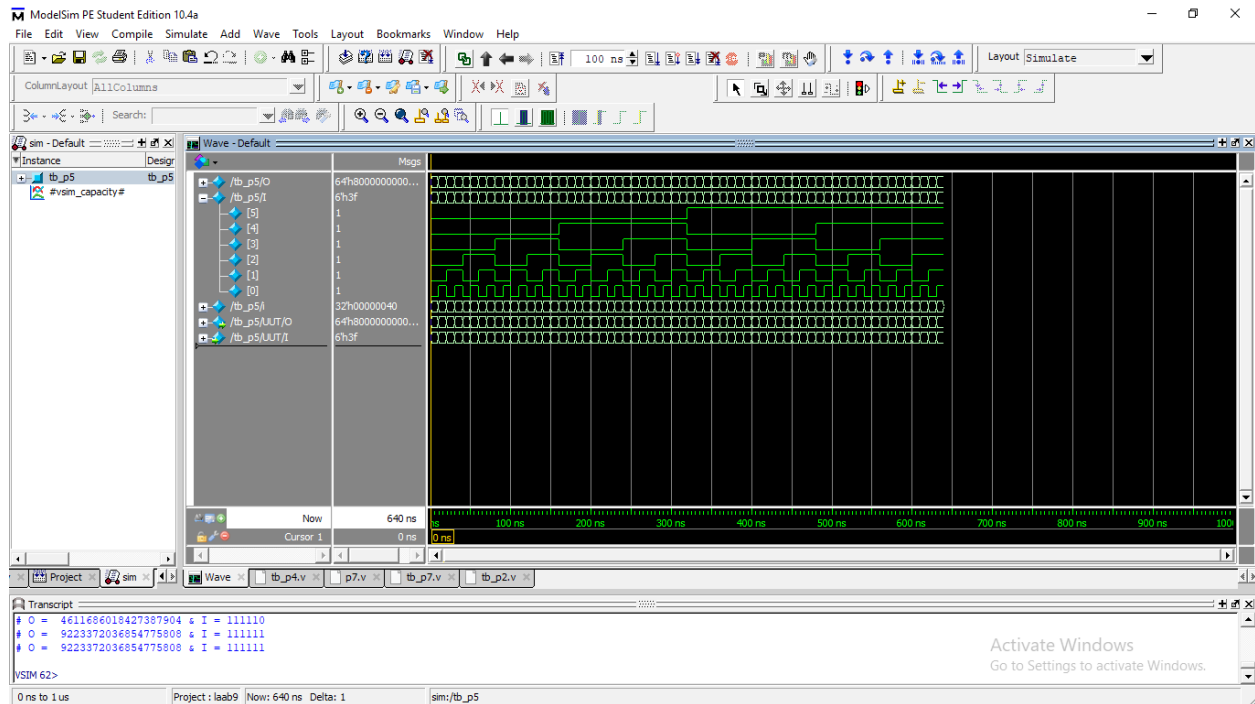 ModelSim PE Student Edition 10.4a
File Edit View Compile Simulate Add Wave Tools Layout Bookmarks Window Help
100 ns Layout Simulate
ColumnLayout AllColumns
Search:
sim - Default Wave - Default
Instance Design Msgs
tb_p5 tb_p5
#vsim_capacity#
/tb_p5/O 64'h8000000000...
/tb_p5/I 6'h3f
[5] 1
[4] 1
[3] 1
[2] 1
[1] 1
[0] 1
/tb_p5/i 32'h00000040
/tb_p5/UUT/O 64'h8000000000...
/tb_p5/UUT/I 6'h3f
Now 640 ns ns 100 ns 200 ns 300 ns 400 ns 500 ns 600 ns 700 ns 800 ns 900 ns 100
Cursor 1 0 ns 0 ns
Project sim Wave tb_p4.v p7.v tb_p7.v tb_p2.v
Transcript
# O = 4611686018427387904 & I = 111110
# O = 9223372036854775808 & I = 111111
# O = 9223372036854775808 & I = 111111
VSIM 62>
Activate Windows
Go to Settings to activate Windows.
0 ns to 1 us Project : laab9 Now: 640 ns Delta: 1 sim:/tb_p5